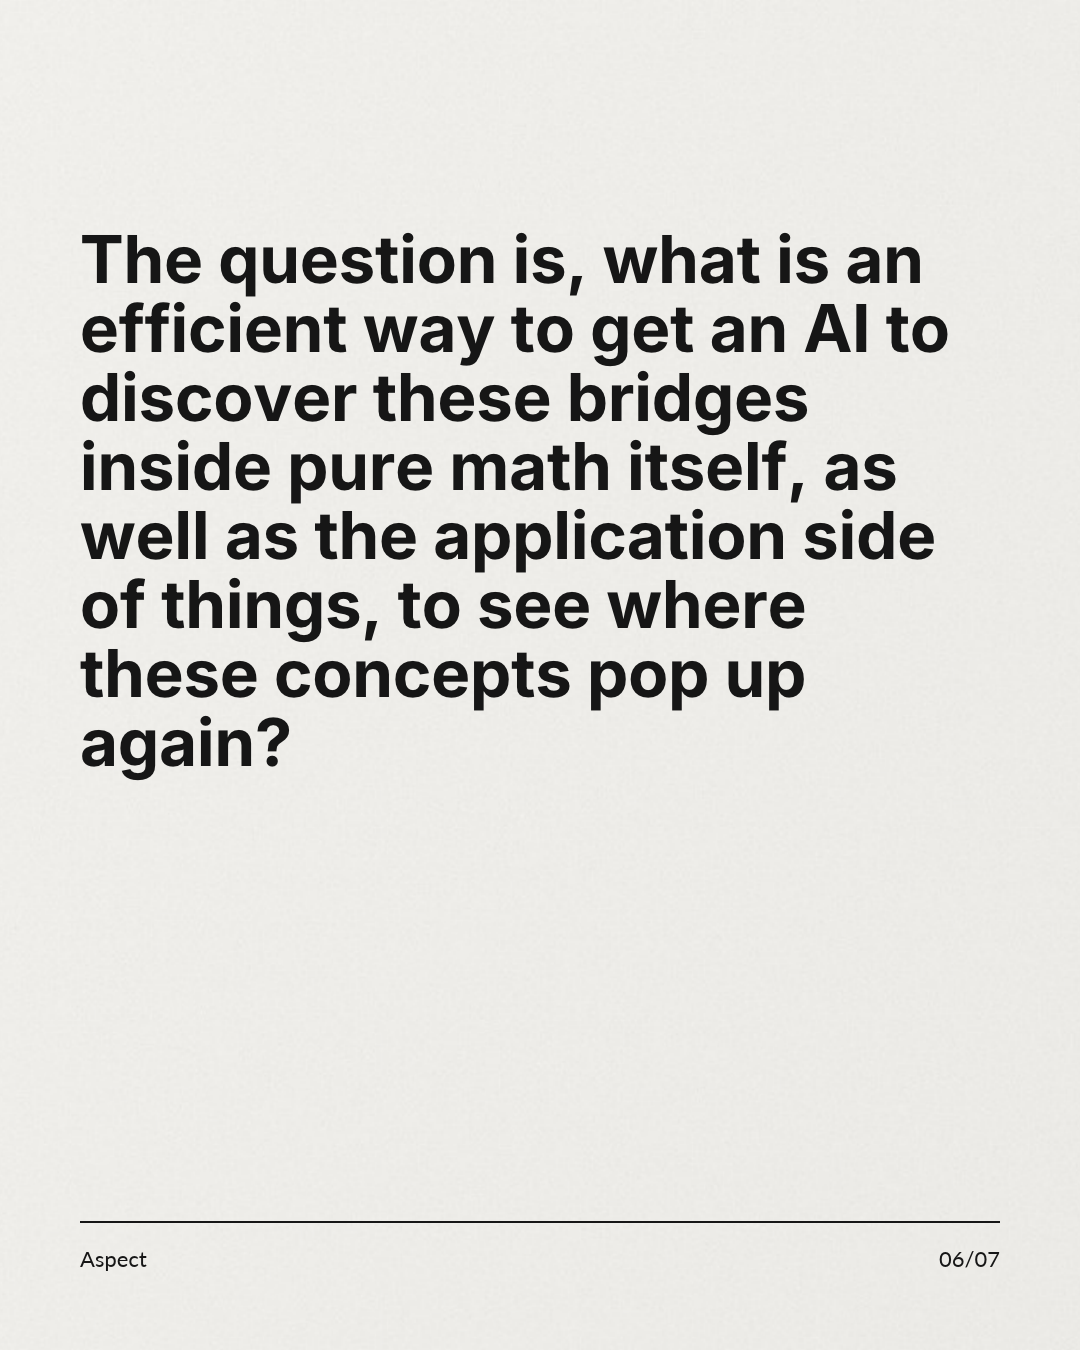 The question is, what is an
efficient way to get an AI to
discover these bridges
inside pure math itself, as
well as the application side
of things, to see where
these concepts pop up
again?
Aspect
06/07